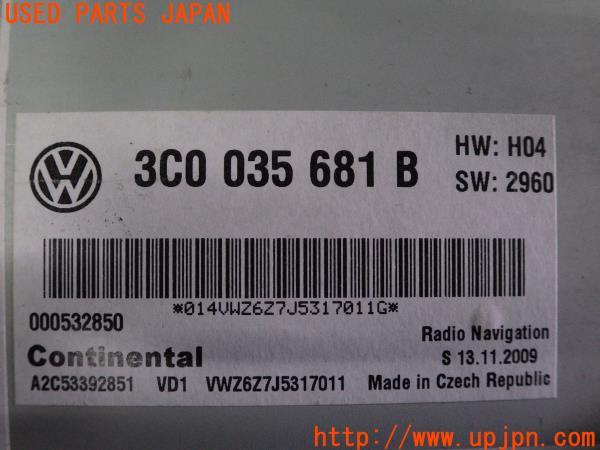 USED PARTS JAPAN
VW
3C0 035 681 B
HW: H04
SW: 2960
*014VWZ6Z7J5317011G*
000532850
Radio Navigation
Continental
S 13.11.2009
A2C53392851 VD1 VWZ6Z7J5317011 Made in Czech Republic
http://www.upjpn.com/